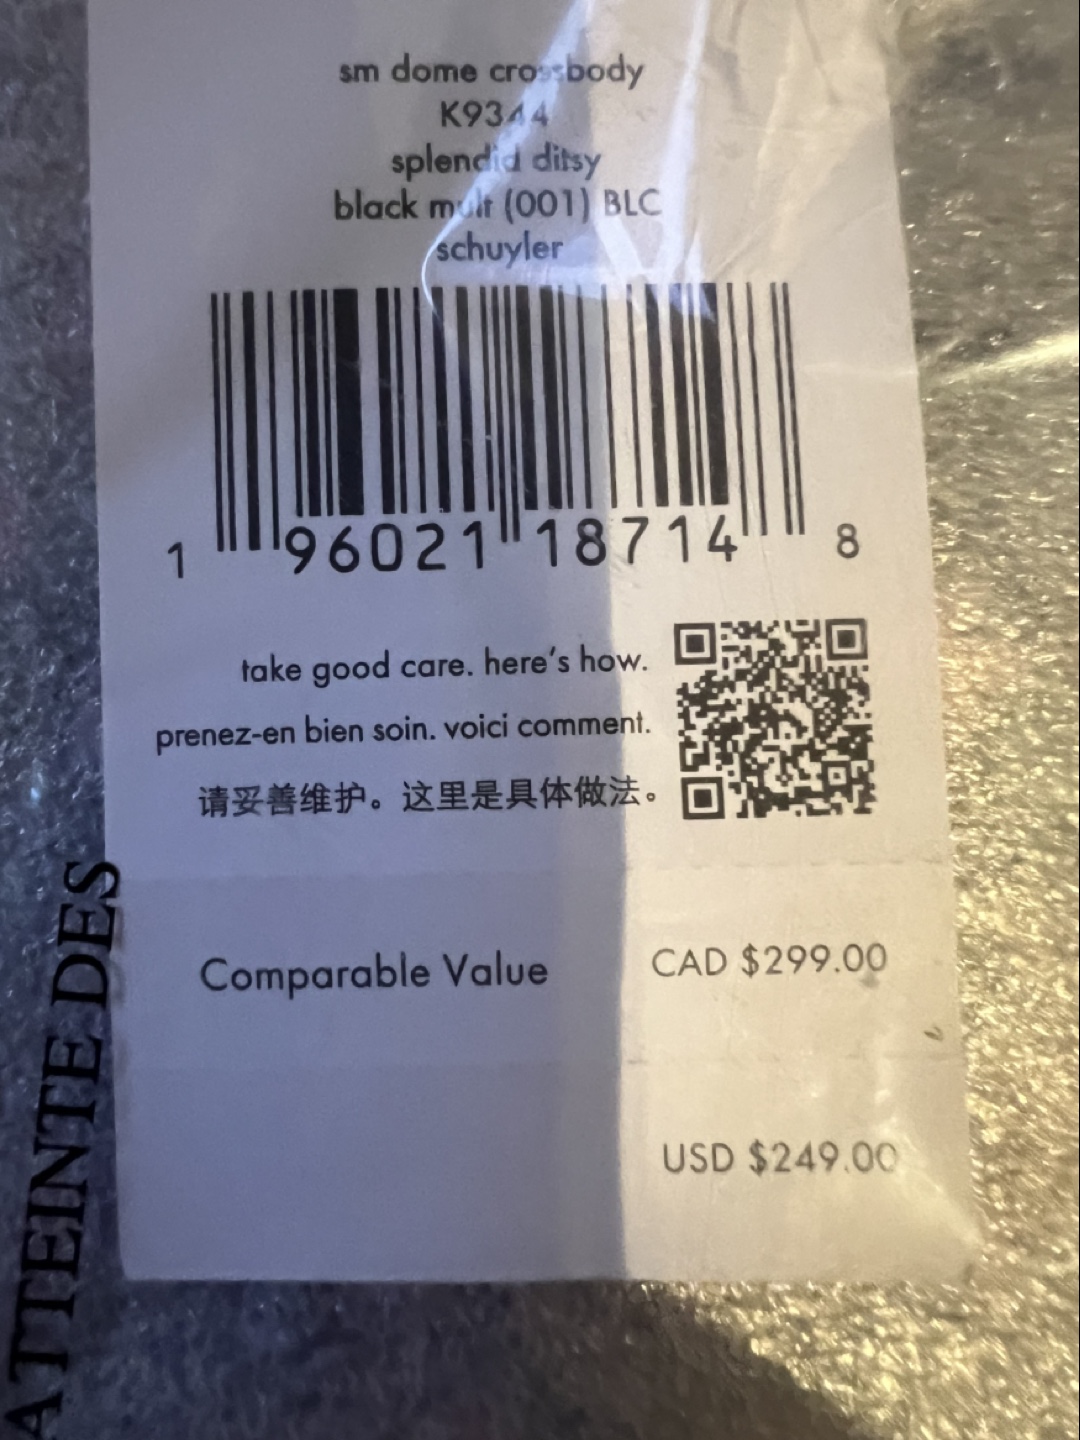 sm dome crossbody
K9344
splendid ditsy
black mult (001) BLC
schuyler
1 96021 18714 8
take good care. here's how.
prenez-en bien soin. voici comment.
请妥善维护。这里是具体做法。
Comparable Value CAD $299.00
USD $249.00
ATTEINTE DES